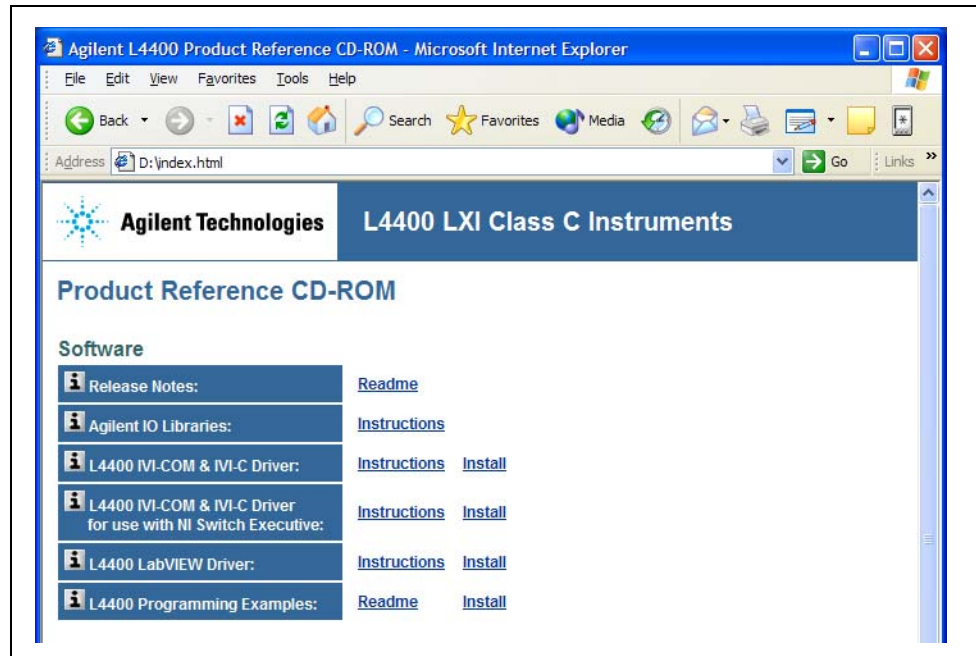 Agilent L4400 Product Reference CD-ROM - Microsoft Internet Explorer
File Edit View Favorites Tools Help
Back Search Favorites Media
Address D:\index.html Go Links »
Agilent Technologies L4400 LXI Class C Instruments
Product Reference CD-ROM
Software
Release Notes: Readme
Agilent IO Libraries: Instructions
L4400 IVI-COM & IVI-C Driver: Instructions Install
L4400 IVI-COM & IVI-C Driver
for use with NI Switch Executive: Instructions Install
L4400 LabVIEW Driver: Instructions Install
L4400 Programming Examples: Readme Install